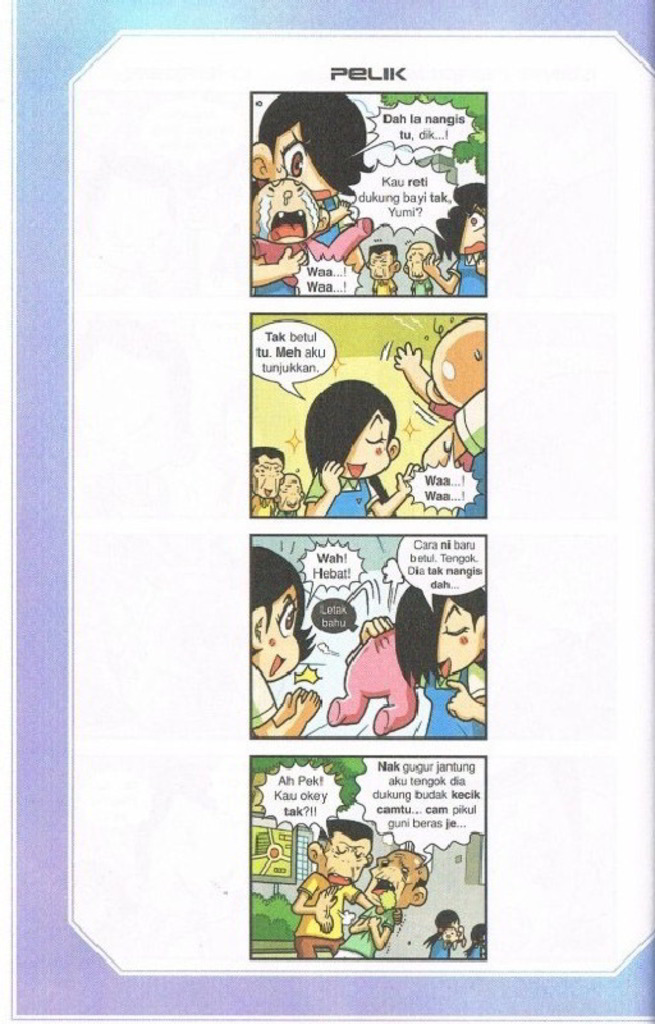 PELIK
Dah la nangis
tu, dik...!
Kau reti
dukung bayi tak,
Yumi?
Waa...!
Waa...!
Tak betul
tu. Meh aku
tunjukkan.
Waa...!
Waa...!
Wah!
Hebat!
Cara ni baru
betul. Tengok.
Dia tak nangis
dah...
Letak
bahu
Ah Pek!
Kau okey
tak?!!
Nak gugur jantung
aku tengok dia
dukung budak kecik
camtu... cam pikul
guni beras je...